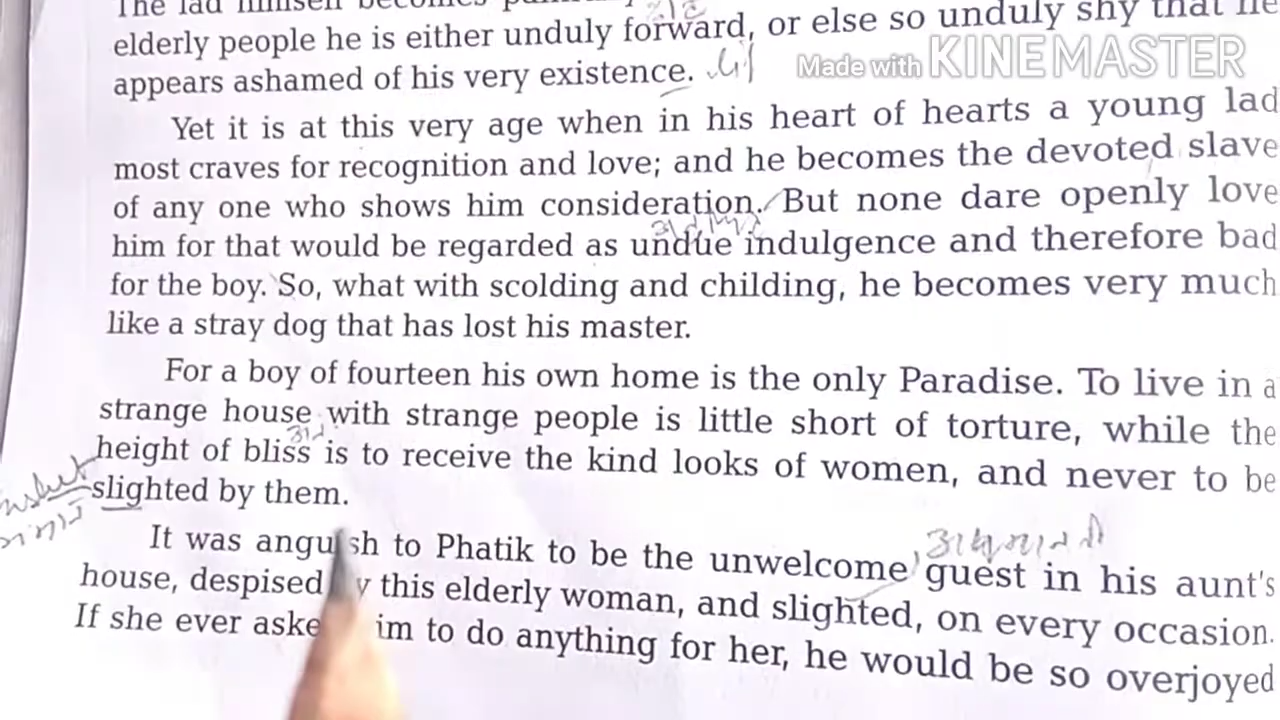 The lad himself becomes
elderly people he is either unduly forward, or else so unduly shy that he
appears ashamed of his very existence.
Made with KINEMASTER
Yet it is at this very age when in his heart of hearts a young lad
most craves for recognition and love; and he becomes the devoted slave
of any one who shows him consideration. But none dare openly love
him for that would be regarded as undue indulgence and therefore bad
for the boy. So, what with scolding and childing, he becomes very much
like a stray dog that has lost his master.
For a boy of fourteen his own home is the only Paradise. To live in a
strange house with strange people is little short of torture, while the
height of bliss is to receive the kind looks of women, and never to be
slighted by them.
It was anguish to Phatik to be the unwelcome guest in his aunt's
house, despised y this elderly woman, and slighted, on every occasion.
If she ever aske im to do anything for her, he would be so overjoyed